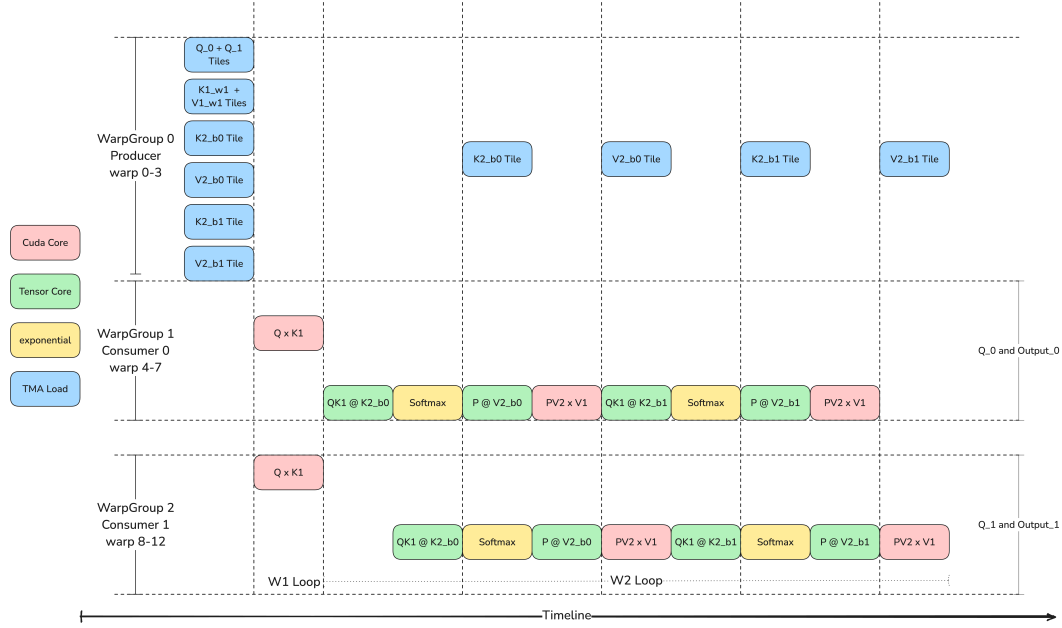 Q_0 + Q_1
Tiles
K1_w1 +
V1_w1 Tiles
K2_b0 Tile
V2_b0 Tile
K2_b1 Tile
V2_b1 Tile
WarpGroup 0
Producer
warp 0-3
K2_b0 Tile
V2_b0 Tile
K2_b1 Tile
V2_b1 Tile
Cuda Core
Tensor Core
exponential
TMA Load
WarpGroup 1
Consumer 0
warp 4-7
Q x K1
QK1 @ K2_b0
Softmax
P @ V2_b0
PV2 x V1
QK1 @ K2_b1
Softmax
P @ V2_b1
PV2 x V1
Q_0 and Output_0
WarpGroup 2
Consumer 1
warp 8-12
Q x K1
QK1 @ K2_b0
Softmax
P @ V2_b0
PV2 x V1
QK1 @ K2_b1
Softmax
P @ V2_b1
PV2 x V1
Q_1 and Output_1
W1 Loop
W2 Loop
Timeline